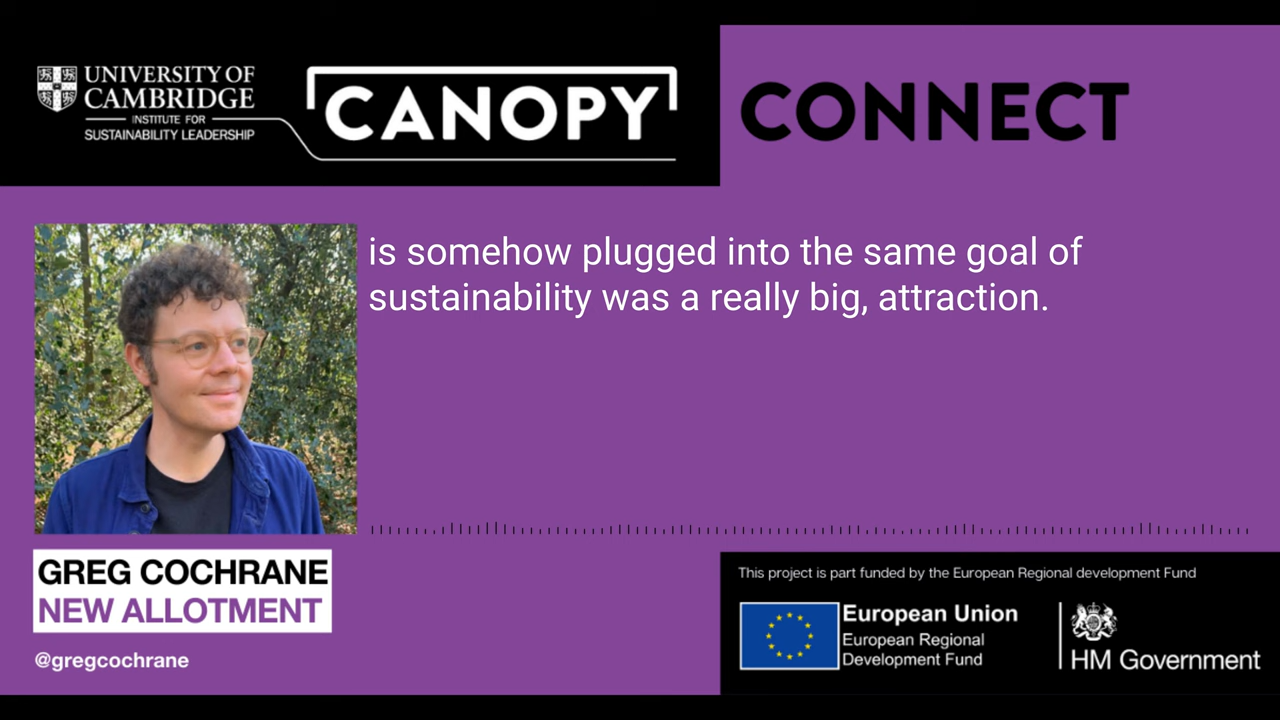 UNIVERSITY OF
CAMBRIDGE
INSTITUTE FOR
SUSTAINABILITY LEADERSHIP
CANOPY
CONNECT
is somehow plugged into the same goal of
sustainability was a really big, attraction.
GREG COCHRANE
NEW ALLOTMENT
@gregcochrane
This project is part funded by the European Regional development Fund
European Union
European Regional
Development Fund
HM Government